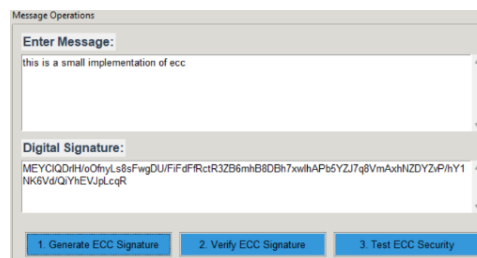 Message Operations
Enter Message:
this is a small implementation of ecc
Digital Signature:
MEYCIQDrlH/oOfnyLs8sFwgDU/FiFdFfRctR3ZB6mhB8DBh7xwIhAPb5YZJ7q8VmAxhNZDYZvP/hY1
NK6Vd/QiYhEVJpLcqR
1. Generate ECC Signature
2. Verify ECC Signature
3. Test ECC Security